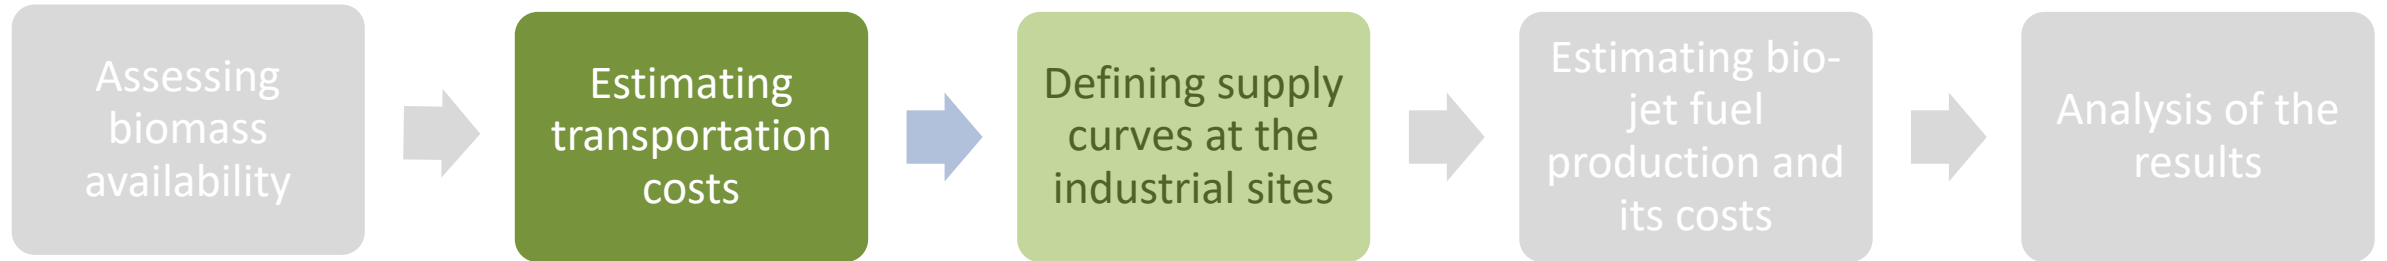 Assessing
biomass
availability
Estimating
transportation
costs
Defining supply
curves at the
industrial sites
Estimating bio-
jet fuel
production and
its costs
Analysis of the
results